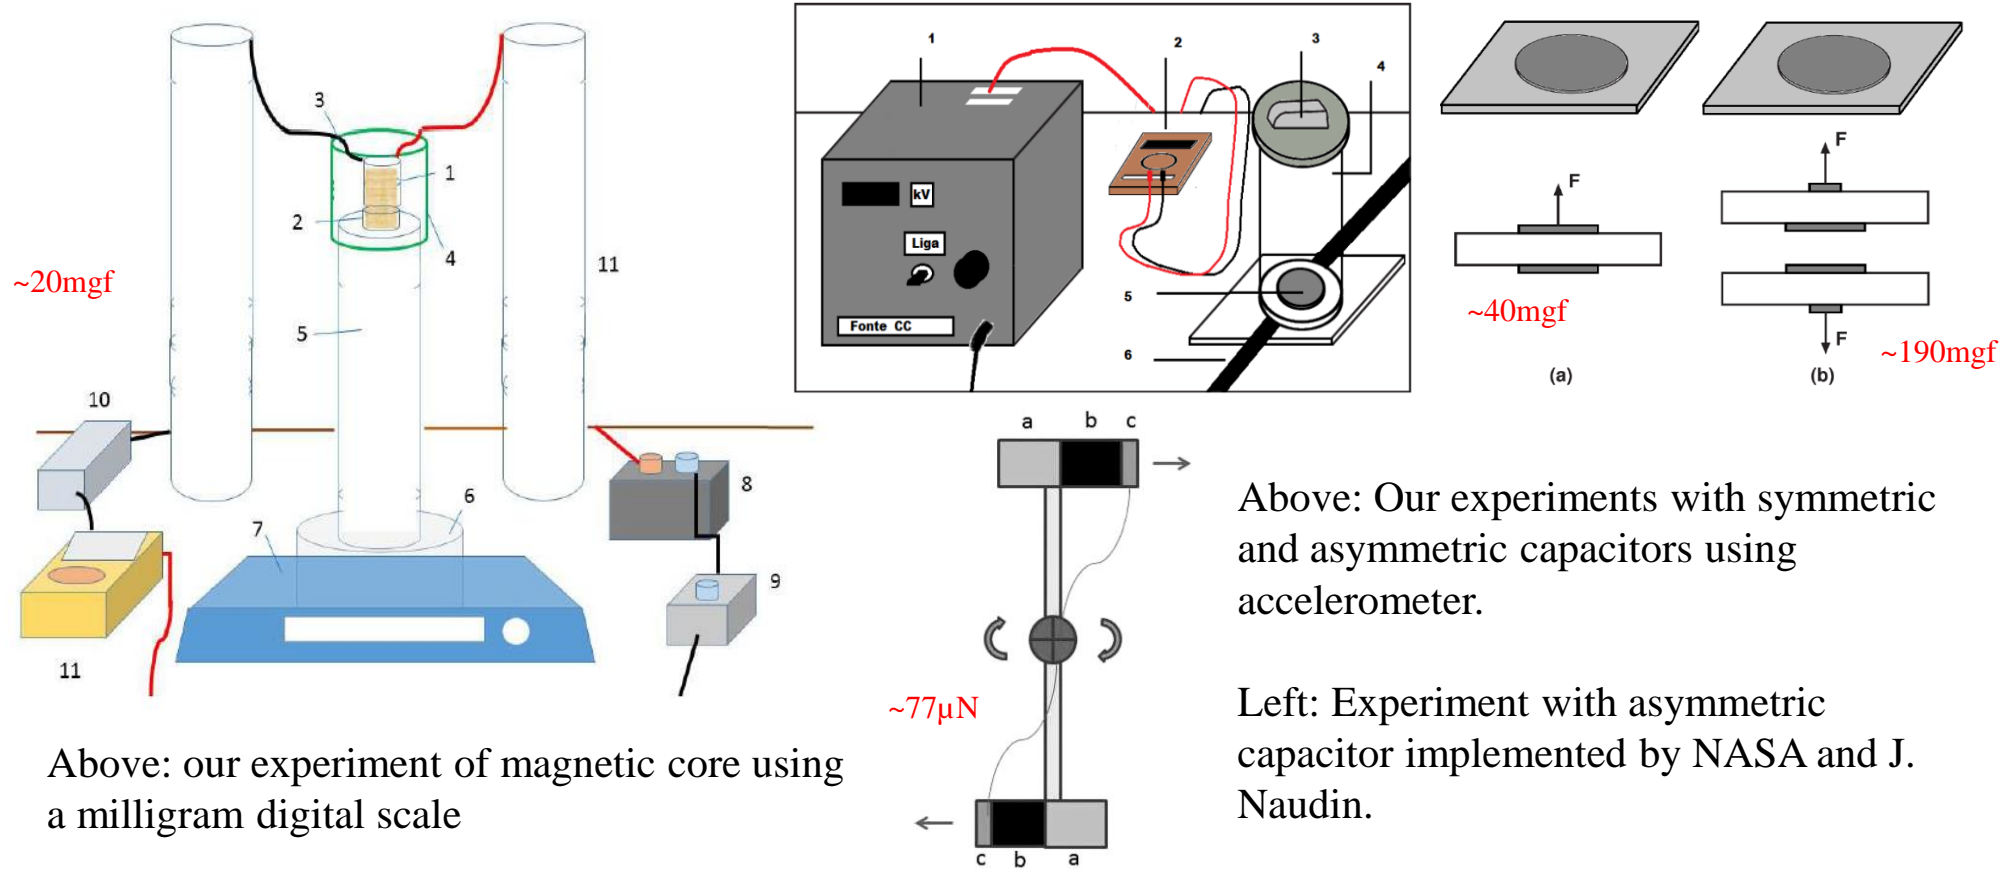 3
1
2
4
~20mgf
11
5
10
6
8
7
9
11
Above: our experiment of magnetic core using
a milligram digital scale
1
2
3
4
kV
Liga
5
Fonte CC
6
F
F
~40mgf
F
~190mgf
(a)
(b)
a b c
~77µN
c b a
Above: Our experiments with symmetric
and asymmetric capacitors using
accelerometer.
Left: Experiment with asymmetric
capacitor implemented by NASA and J.
Naudin.